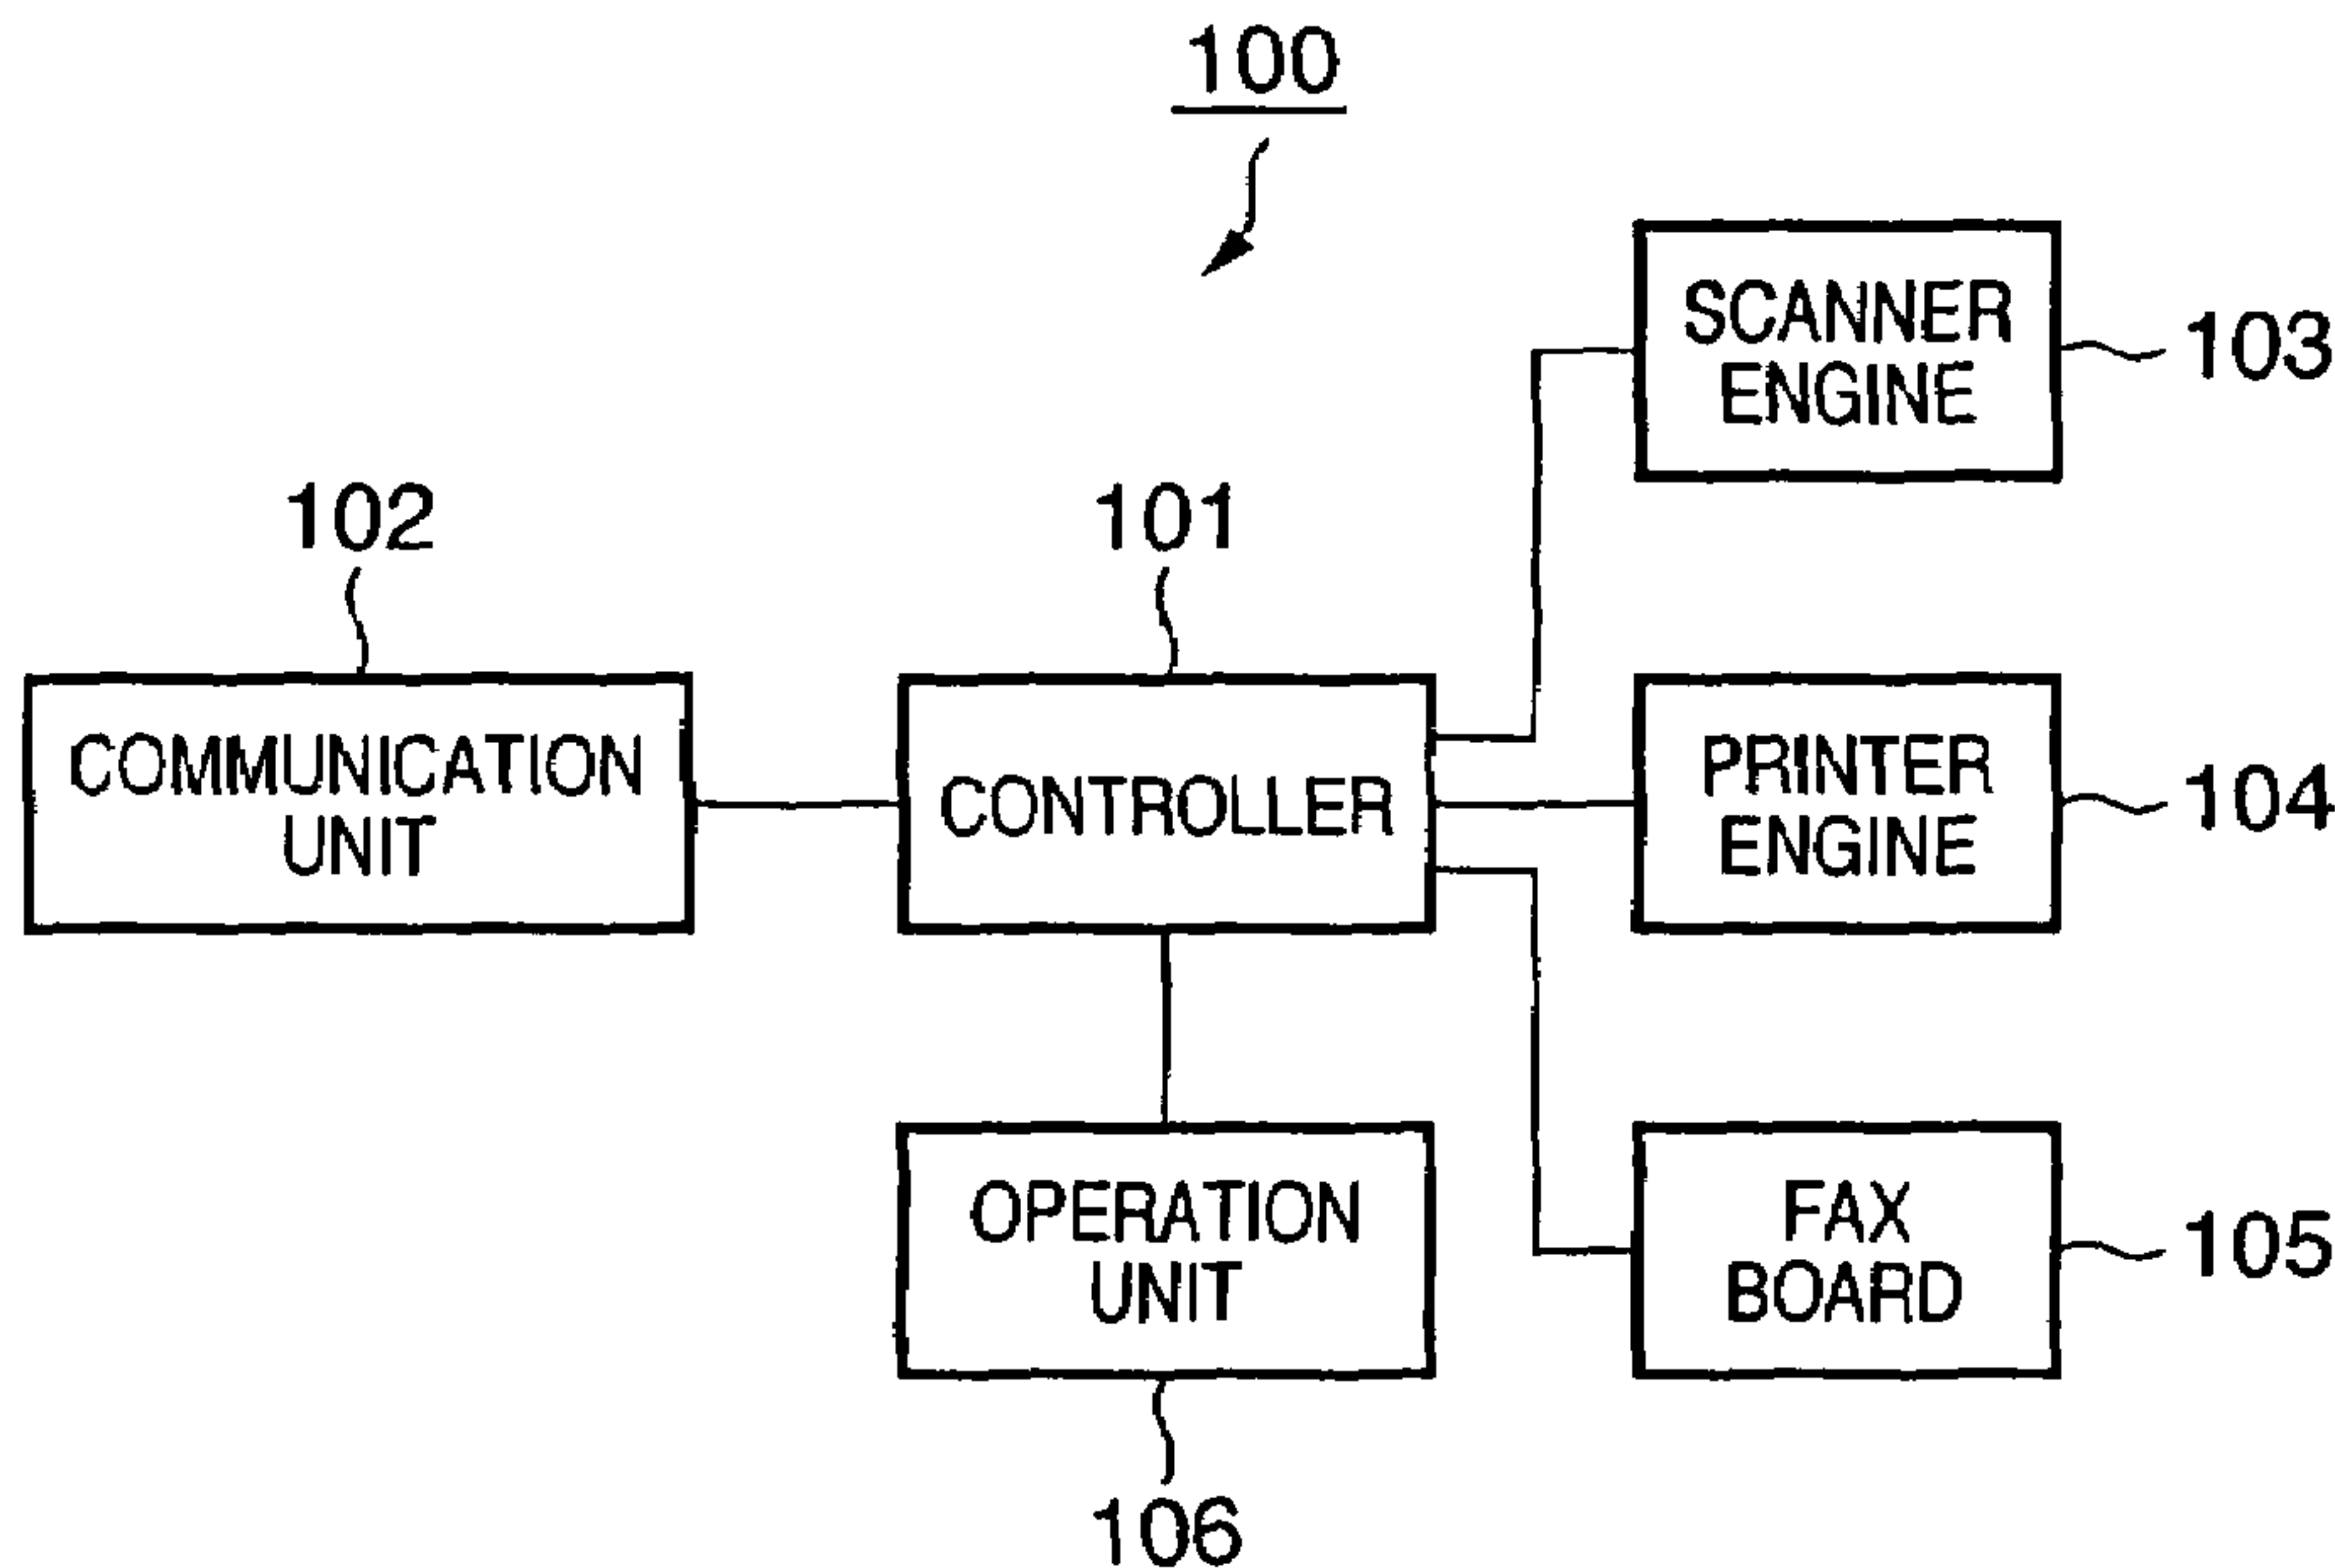 100
SCANNER
ENGINE
103
102
101
COMMUNICATION
UNIT
CONTROLLER
PRINTER
ENGINE
104
OPERATION
UNIT
FAX
BOARD
105
106